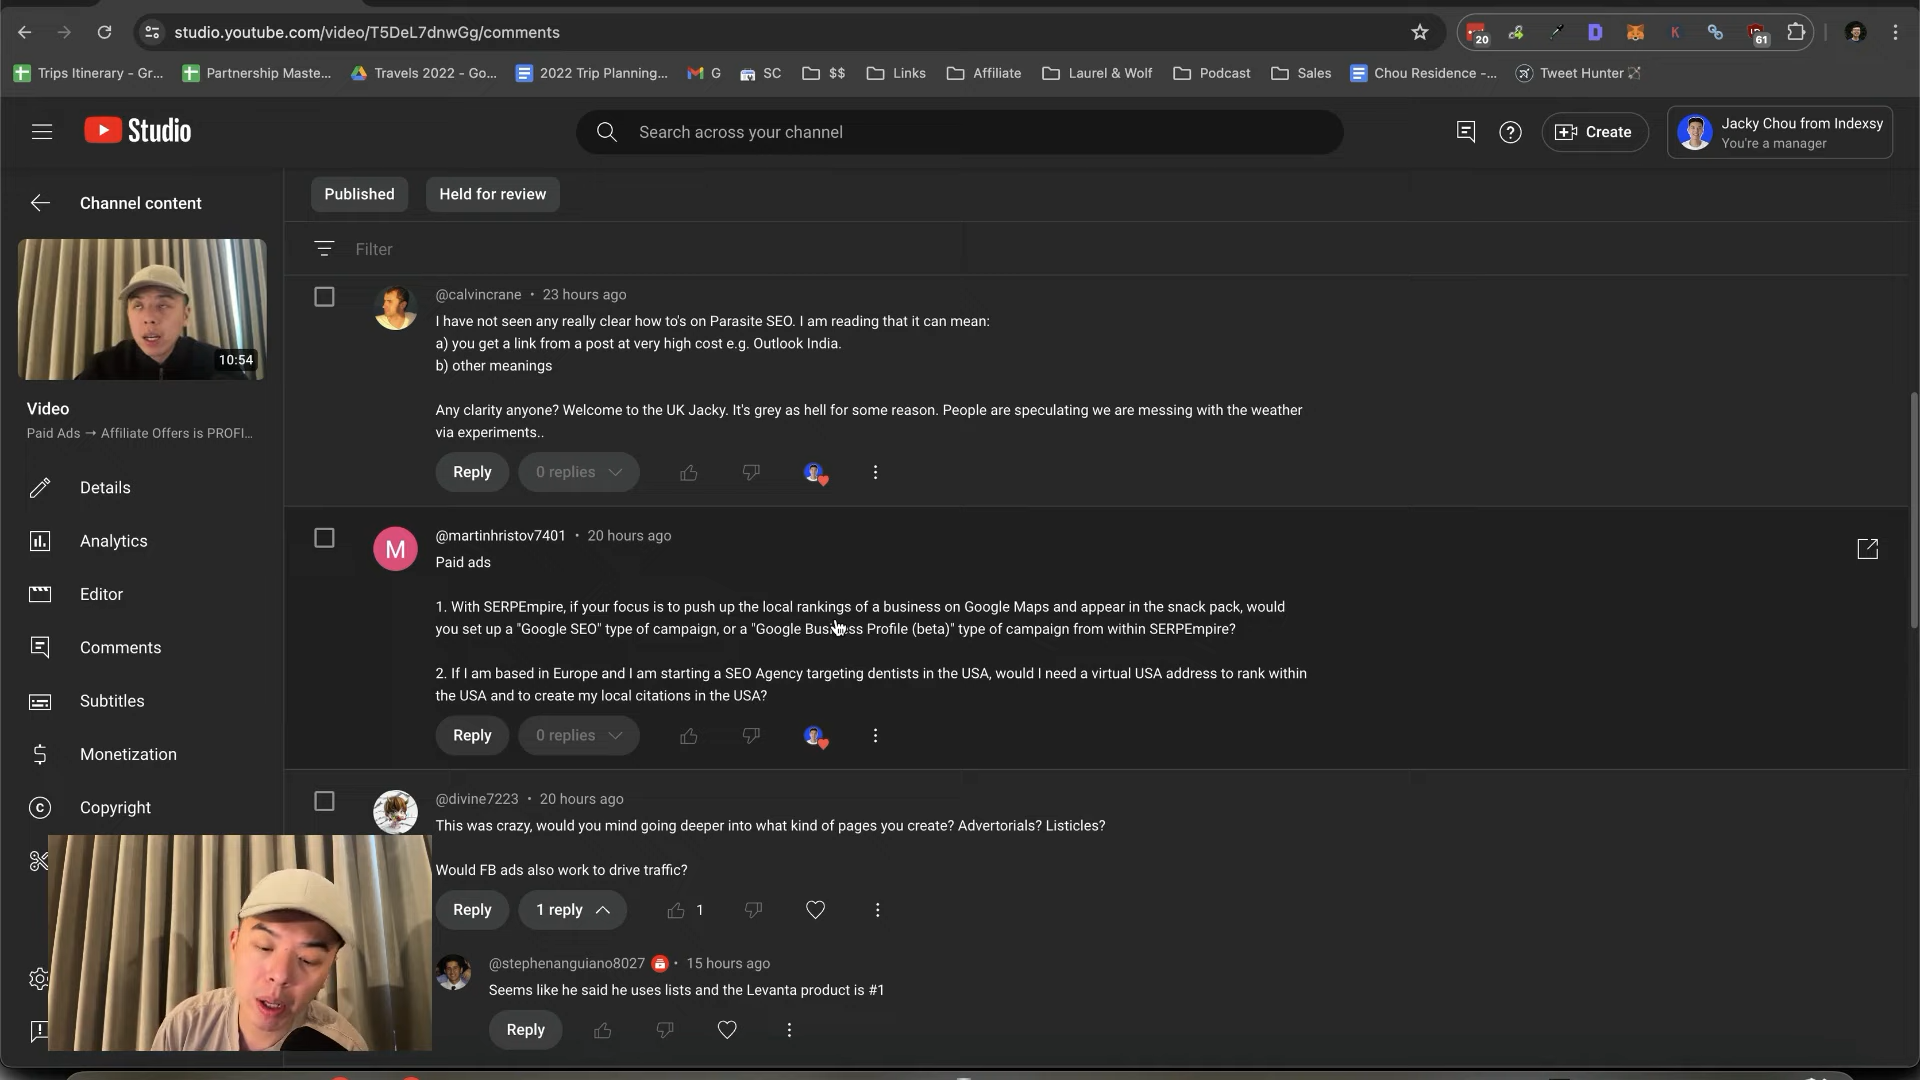 studio.youtube.com/video/T5DeL7dnwGg/comments
20
D
K
61
Trips Itinerary - Gr...
Partnership Maste...
Travels 2022 - Go...
2022 Trip Planning...
G
SC
$$
Links
Affiliate
Laurel & Wolf
Podcast
Sales
Chou Residence -...
Tweet Hunter
Studio
Search across your channel
Create
Jacky Chou from Indexsy
You're a manager
Channel content
10:54
Video
Paid Ads → Affiliate Offers is PROFI...
Details
Analytics
Editor
Comments
Subtitles
Monetization
Copyright
Published
Held for review
Filter
@calvincrane • 23 hours ago
I have not seen any really clear how to's on Parasite SEO. I am reading that it can mean:
a) you get a link from a post at very high cost e.g. Outlook India.
b) other meanings
Any clarity anyone? Welcome to the UK Jacky. It's grey as hell for some reason. People are speculating we are messing with the weather
via experiments..
Reply
0 replies
M
@martinhristov7401 • 20 hours ago
Paid ads
1. With SERPEmpire, if your focus is to push up the local rankings of a business on Google Maps and appear in the snack pack, would
you set up a "Google SEO" type of campaign, or a "Google Business Profile (beta)" type of campaign from within SERPEmpire?
2. If I am based in Europe and I am starting a SEO Agency targeting dentists in the USA, would I need a virtual USA address to rank within
the USA and to create my local citations in the USA?
Reply
0 replies
@divine7223 • 20 hours ago
This was crazy, would you mind going deeper into what kind of pages you create? Advertorials? Listicles?
Would FB ads also work to drive traffic?
Reply
1 reply
1
@stephenanguiano8027 • 15 hours ago
Seems like he said he uses lists and the Levanta product is #1
Reply